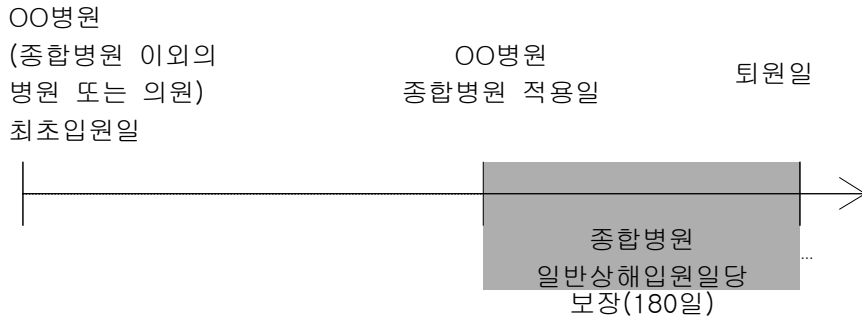 OO병원
(종합병원 이외의
병원 또는 의원)
최초입원일
OO병원
종합병원 적용일
퇴원일
종합병원
일반상해입원일당
보장(180일)
...